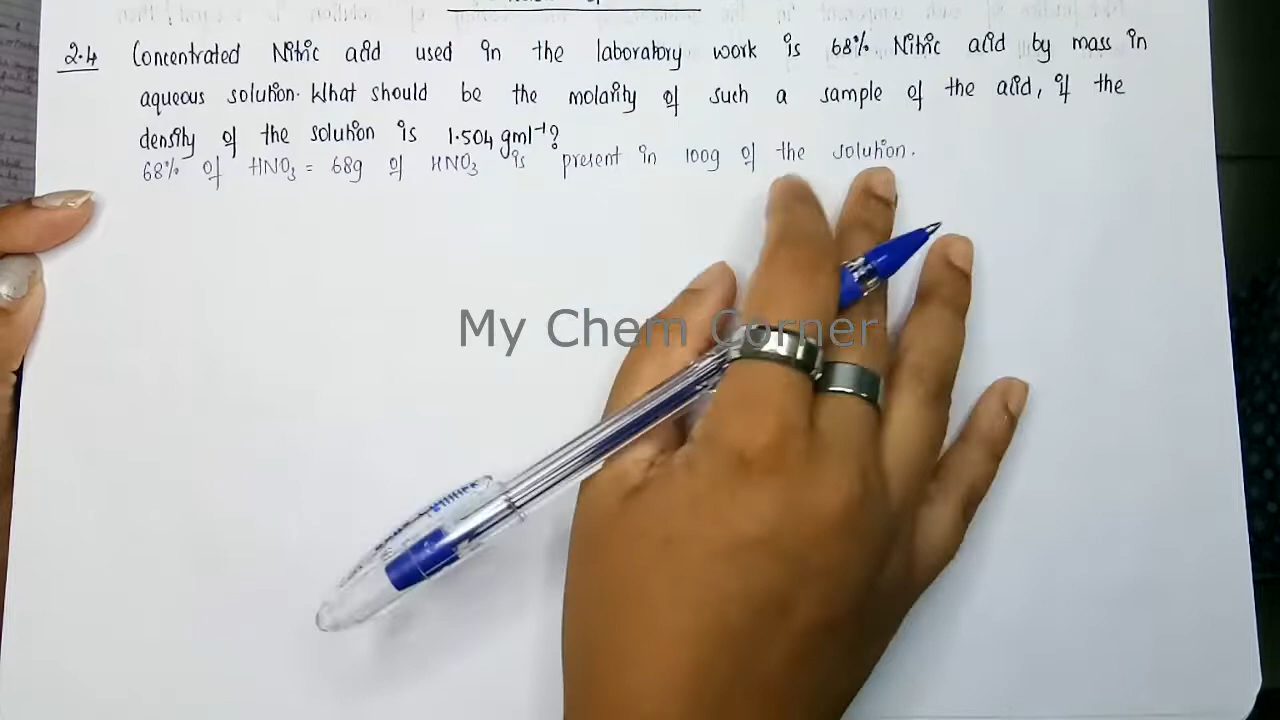 2.4 Concentrated Nitric acid used in the laboratory work is 68% Nitric acid by mass in
aqueous solution. What should be the molarity of such a sample of the acid, if the
density of the solution is 1.504 gml⁻¹?
68% of HNO₃ = 68g of HNO₃ is present in 100g of the solution.
My Chem Corner